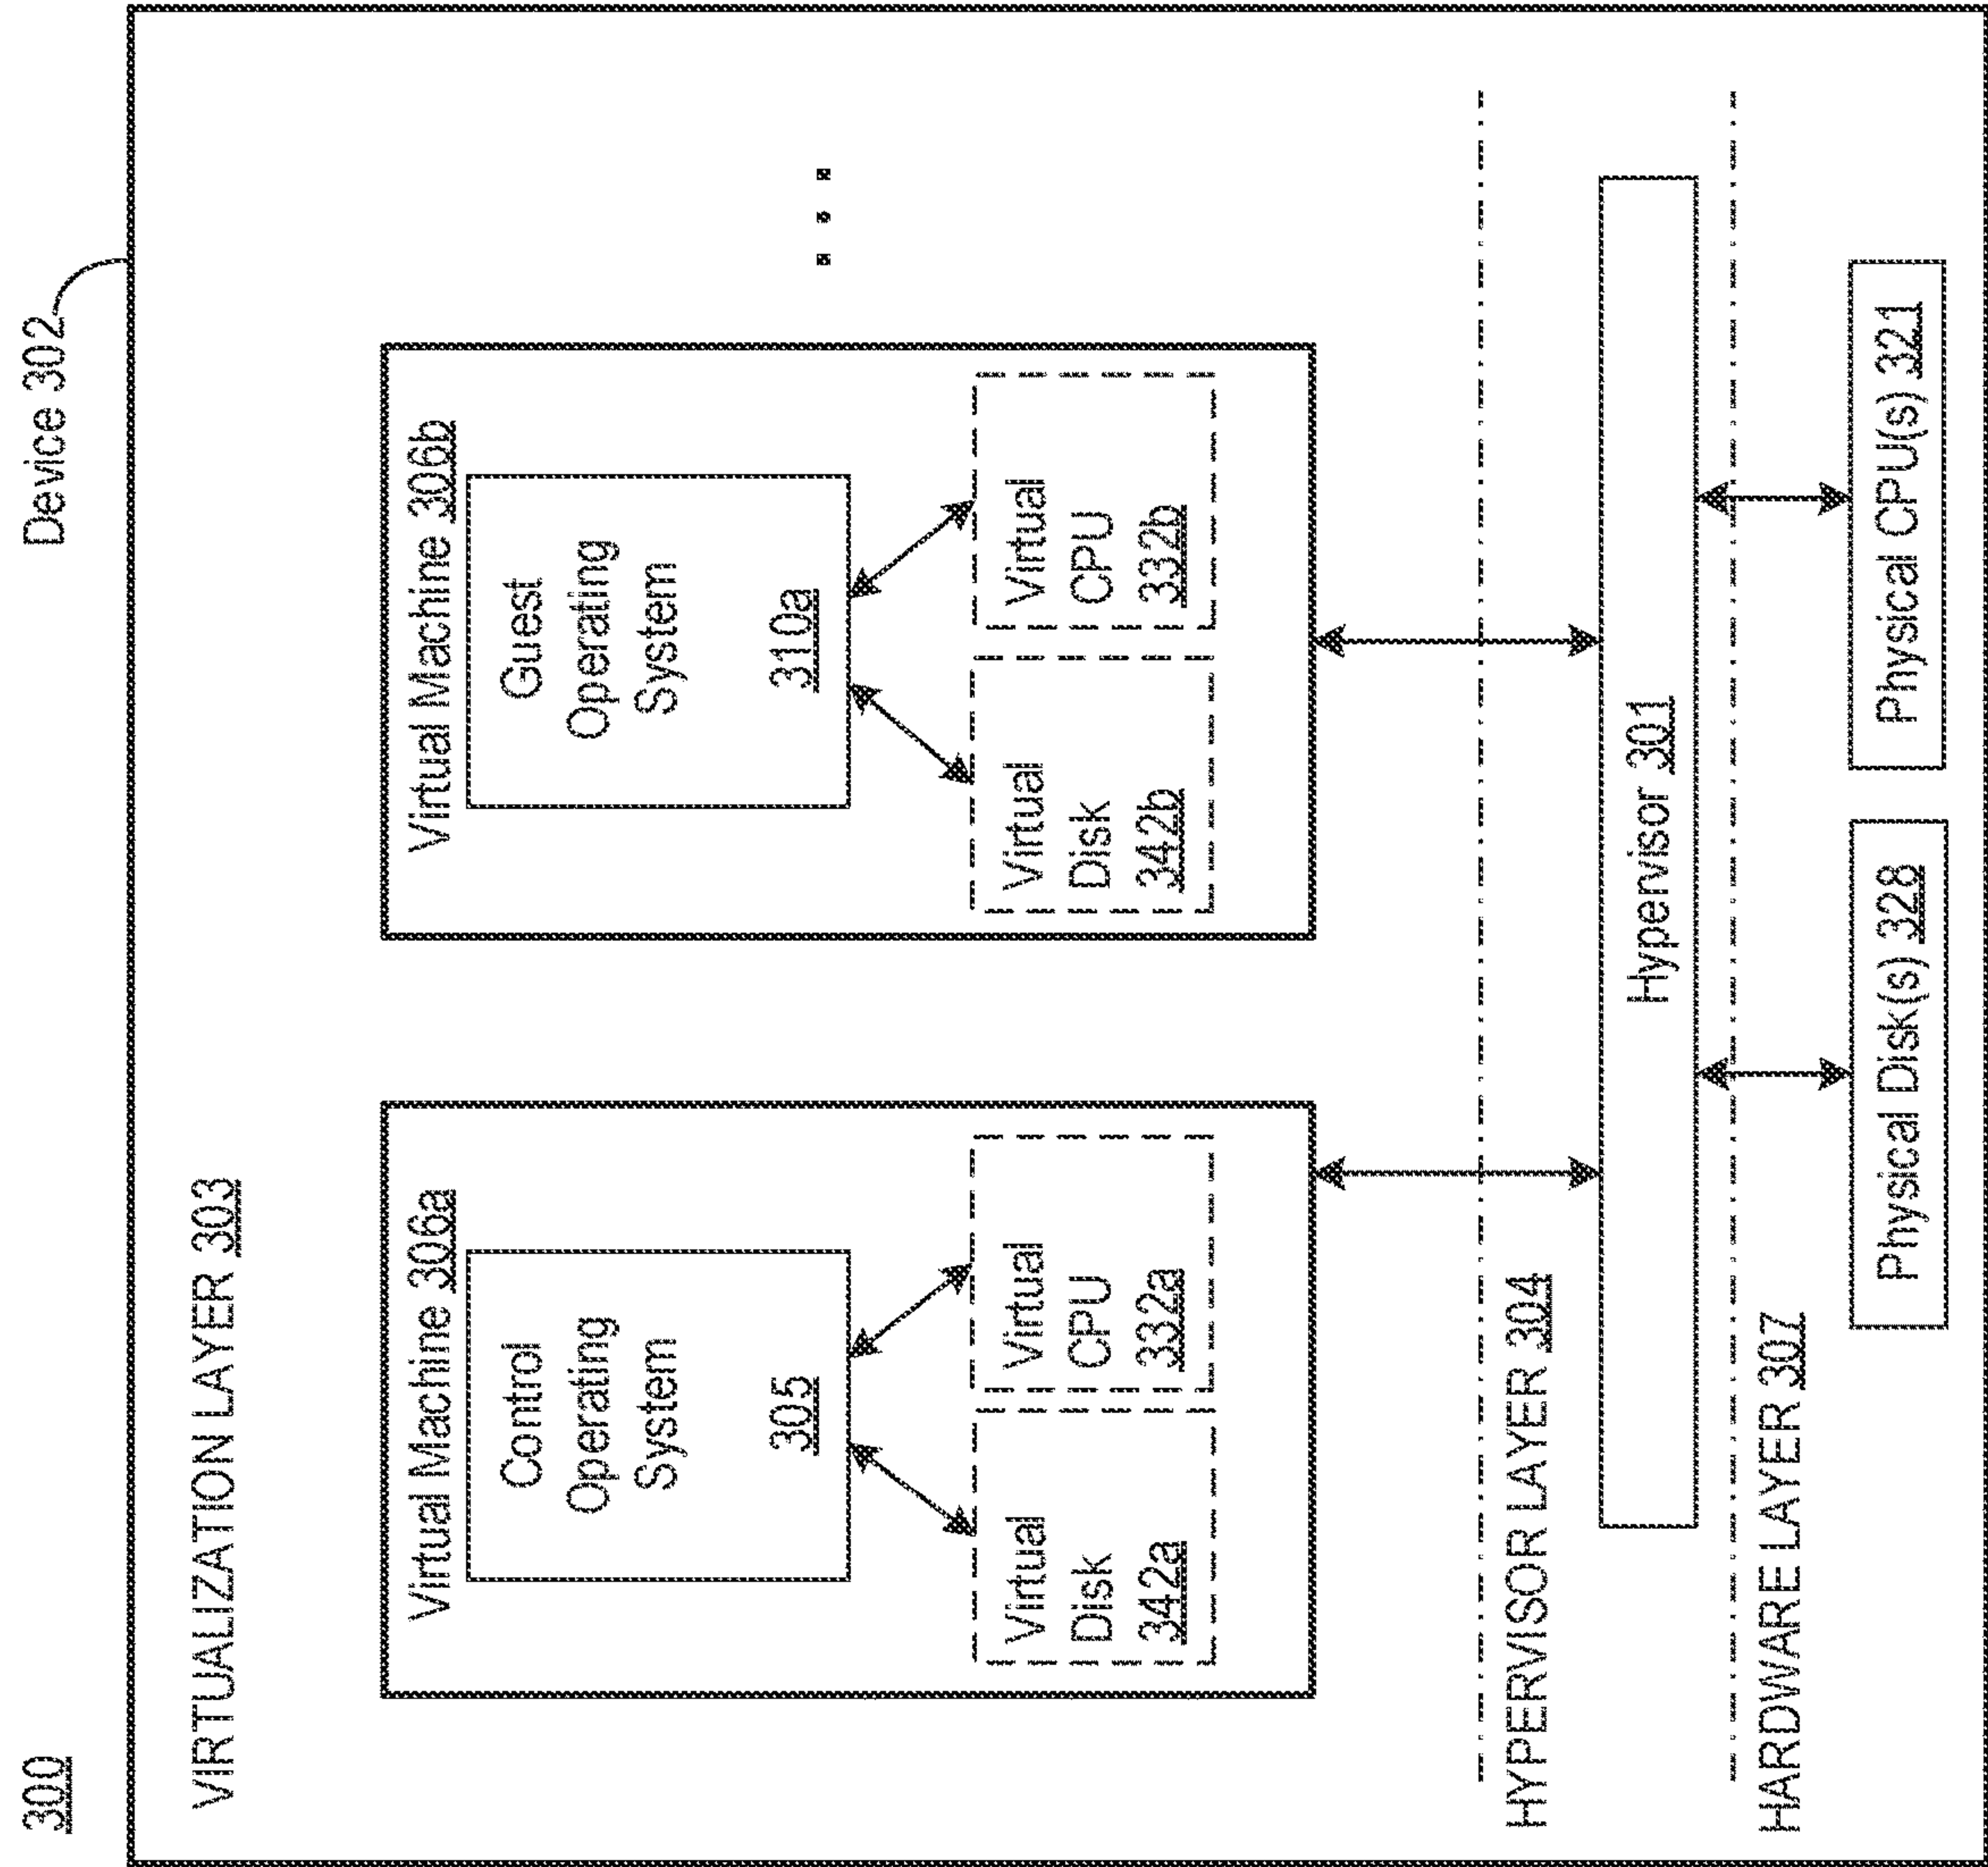 300
Device 302
VIRTUALIZATION LAYER 303
Virtual Machine 306a
Control
Operating
System
305
Virtual
Disk
342a
Virtual
CPU
332a
Virtual Machine 306b
Guest
Operating
System
310a
Virtual
Disk
342b
Virtual
CPU
332b
...
HYPERVISOR LAYER 304
Hypervisor 301
HARDWARE LAYER 307
Physical Disk(s) 328
Physical CPU(s) 321